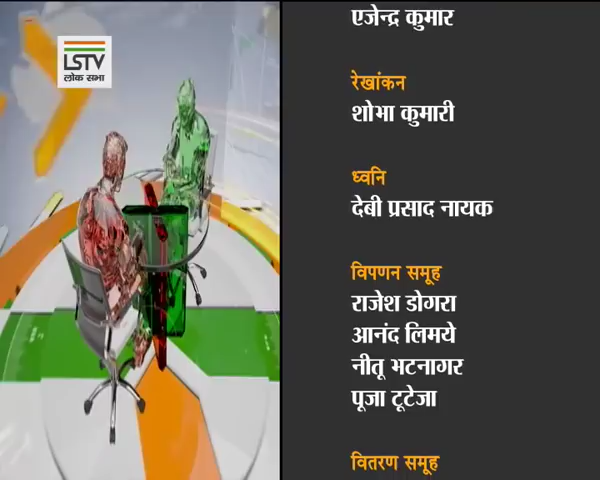 LSTV
लोक सभा
एजेन्द्र कुमार
रेखांकन
शोभा कुमारी
ध्वनि
देबी प्रसाद नायक
विपणन समूह
राजेश डोगरा
आनंद लिमये
नीतू भटनागर
पूजा टूटेजा
वितरण समूह